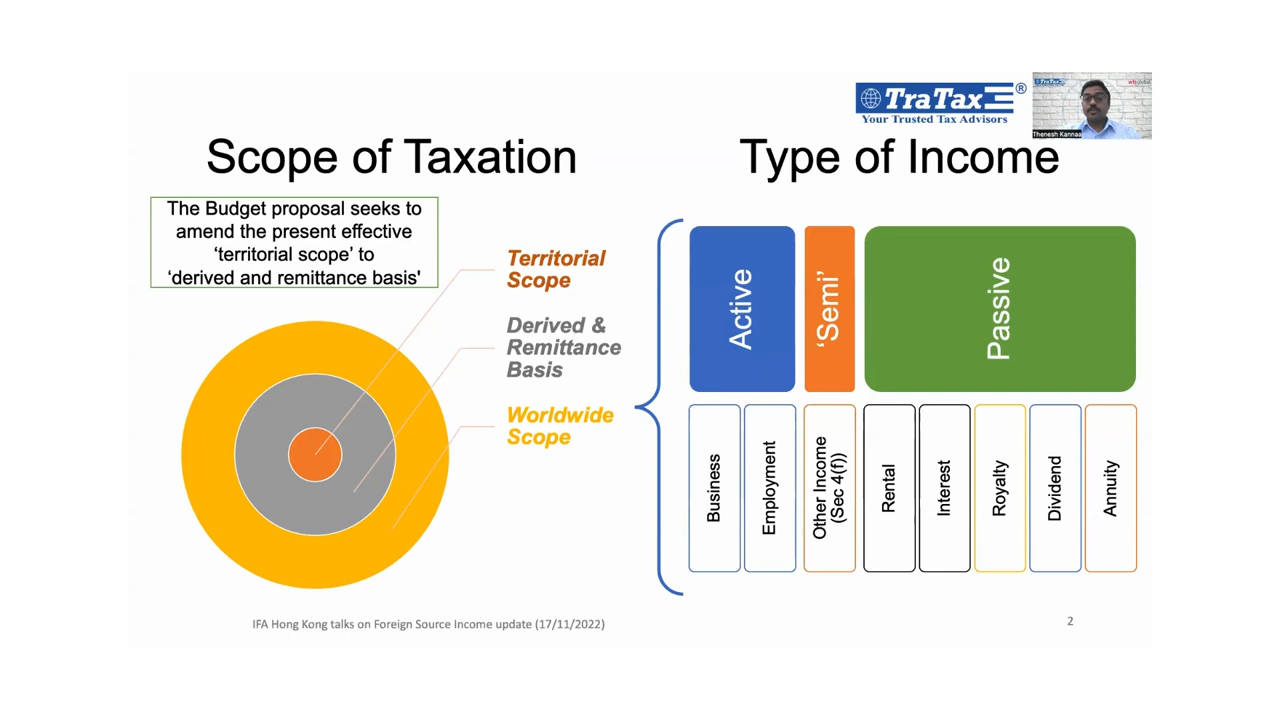 TraTax®
Your Trusted Tax Advisors
TraTax
Thenesh Kannaa
Scope of Taxation
Type of Income
The Budget proposal seeks to
amend the present effective
‘territorial scope’ to
‘derived and remittance basis'
Territorial
Scope
Derived &
Remittance
Basis
Worldwide
Scope
Active
‘Semi’
Passive
Business
Employment
Other Income
(Sec 4(f))
Rental
Interest
Royalty
Dividend
Annuity
IFA Hong Kong talks on Foreign Source Income update (17/11/2022)
2